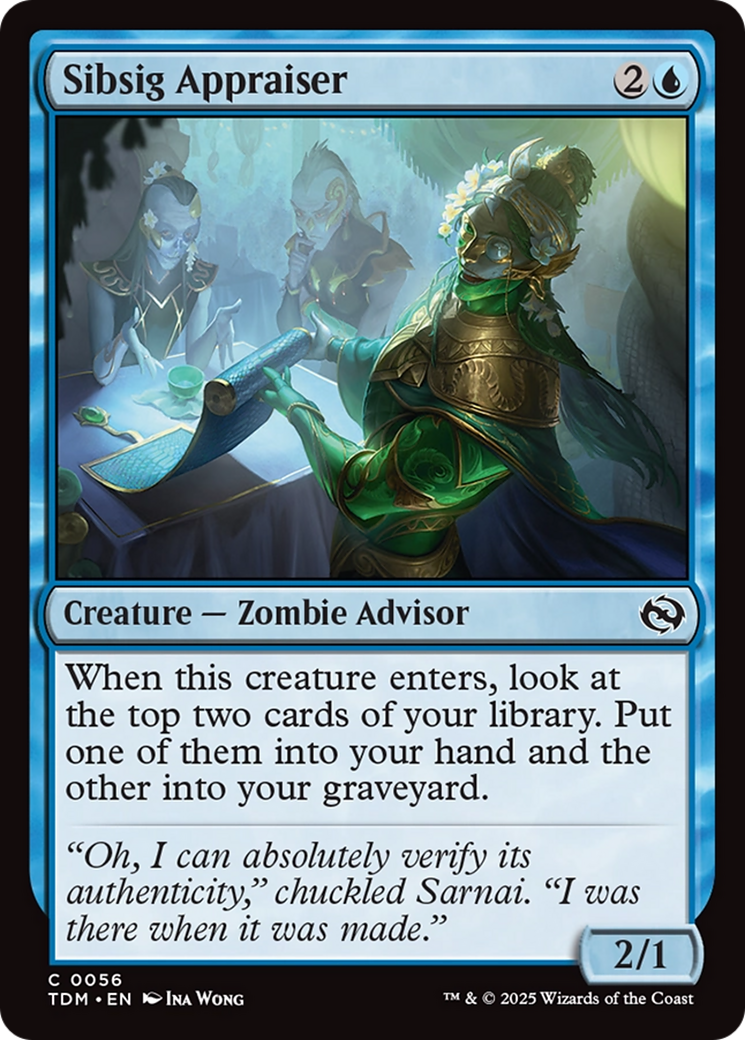 Sibsig Appraiser 2
Creature — Zombie Advisor
When this creature enters, look at
the top two cards of your library. Put
one of them into your hand and the
other into your graveyard.
“Oh, I can absolutely verify its
authenticity,” chuckled Sarnai. “I was
there when it was made.”
2/1
C 0056
TDM • EN Ina Wong
™ & © 2025 Wizards of the Coast